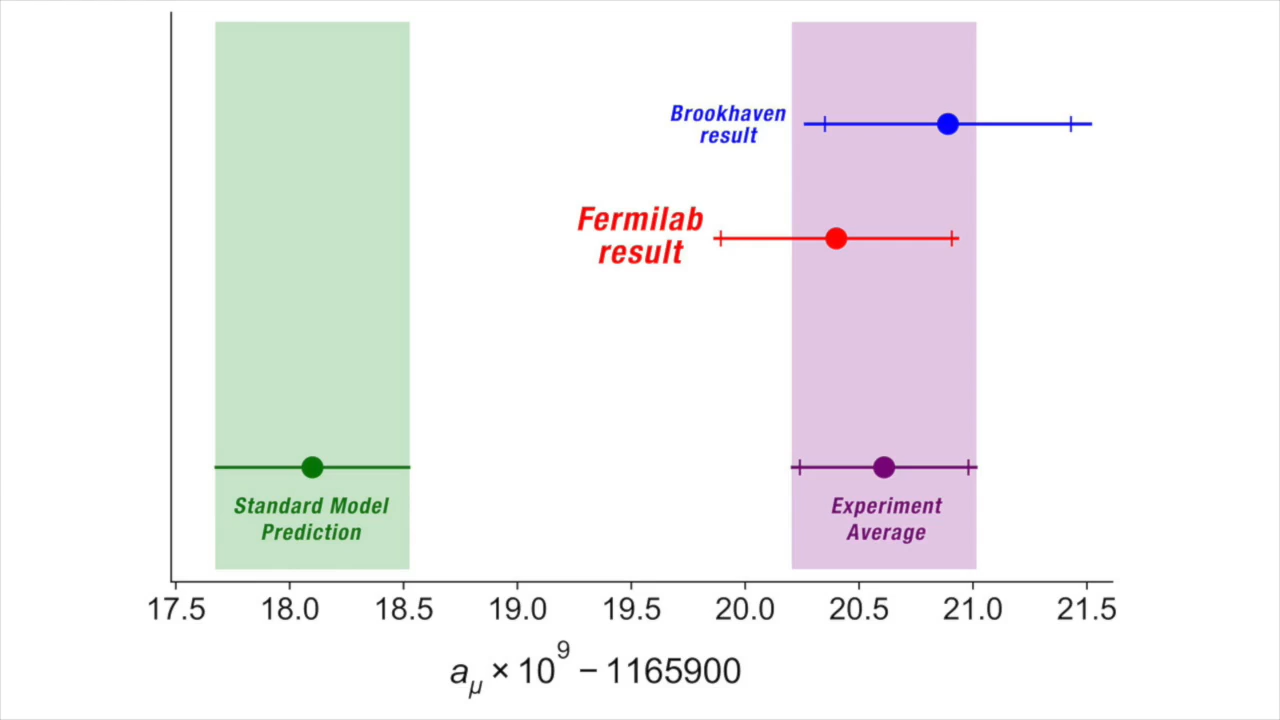 Brookhaven
result
Fermilab
result
Standard Model
Prediction
Experiment
Average
17.5 18.0 18.5 19.0 19.5 20.0 20.5 21.0 21.5
aμ × 10⁹ − 1165900